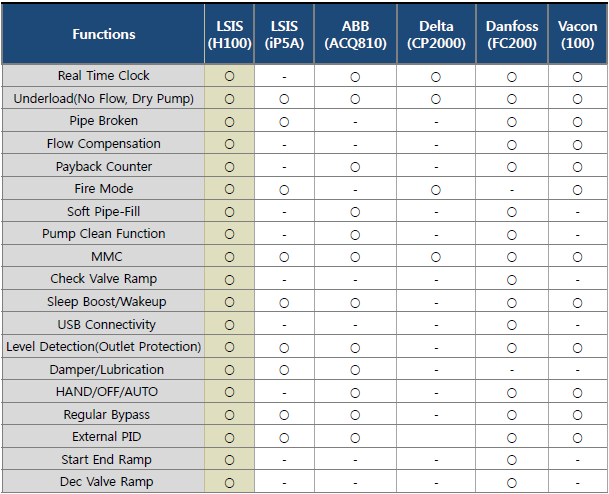 Functions LSIS (H100) LSIS (iP5A) ABB (ACQ810) Delta (CP2000) Danfoss (FC200) Vacon (100)
Real Time Clock ○ - ○ ○ ○ ○
Underload(No Flow, Dry Pump) ○ ○ ○ ○ ○ ○
Pipe Broken ○ ○ - - ○ ○
Flow Compensation ○ - - - ○ ○
Payback Counter ○ - ○ - ○ ○
Fire Mode ○ ○ - ○ - ○
Soft Pipe-Fill ○ - ○ - ○ -
Pump Clean Function ○ - ○ - ○ -
MMC ○ ○ ○ ○ ○ ○
Check Valve Ramp ○ - - - ○ -
Sleep Boost/Wakeup ○ ○ ○ - ○ ○
USB Connectivity ○ - - - ○ -
Level Detection(Outlet Protection) ○ ○ ○ - ○ ○
Damper/Lubrication ○ ○ ○ - - -
HAND/OFF/AUTO ○ - ○ - ○ ○
Regular Bypass ○ ○ ○ - ○ ○
External PID ○ ○ ○ - ○ ○
Start End Ramp ○ - - - ○ -
Dec Valve Ramp ○ - - - ○ -